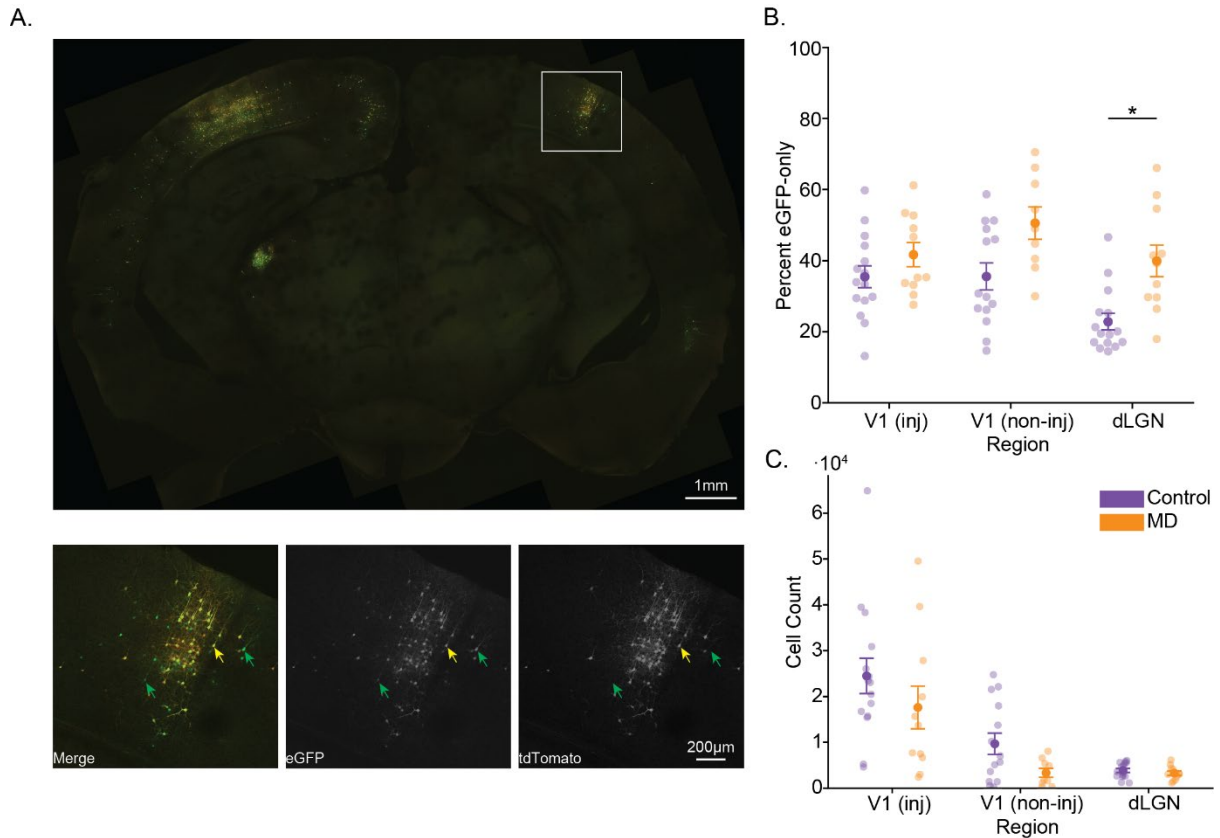 A.
1mm
Merge
eGFP
tdTomato
200µm
B.
Percent eGFP-only
100
80
60
40
20
0
*
V1 (inj)
V1 (non-inj)
dLGN
Region
C.
·10⁴
Cell Count
6
5
4
3
2
1
0
Control
MD
V1 (inj)
V1 (non-inj)
dLGN
Region